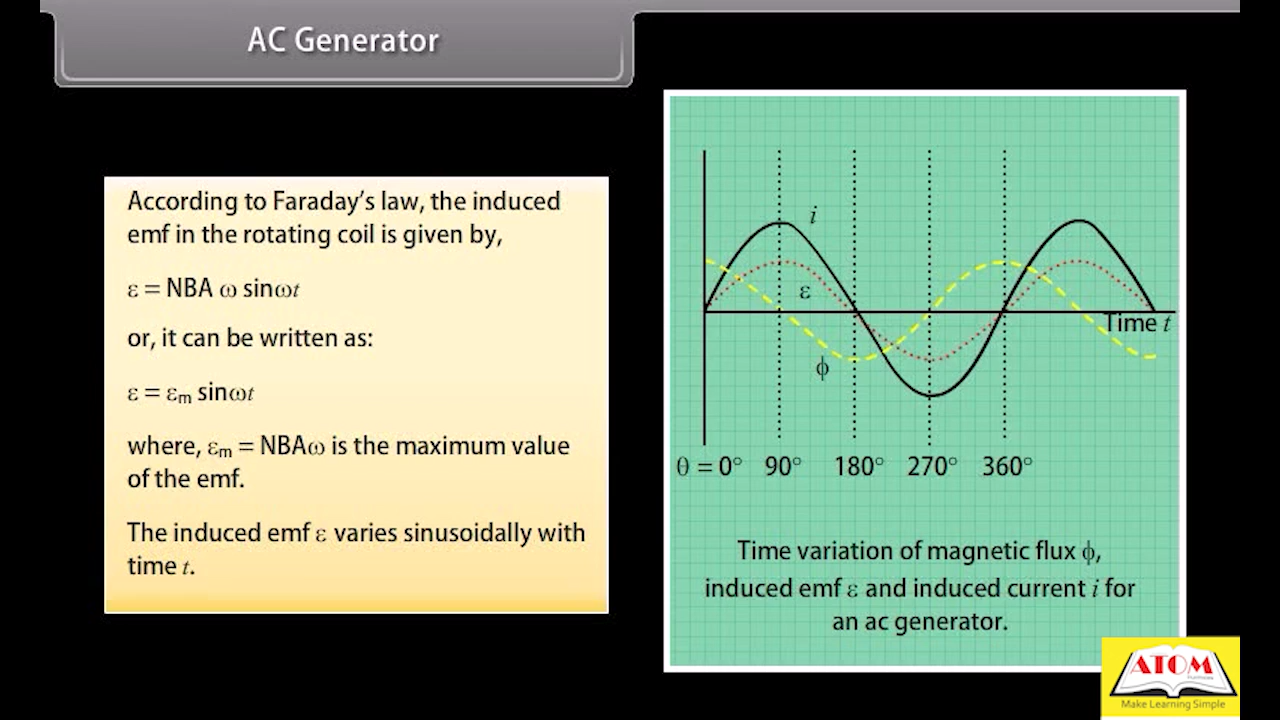 AC Generator
According to Faraday's law, the induced
emf in the rotating coil is given by,
ε = NBA ω sinωt
or, it can be written as:
ε = εm sinωt
where, εm = NBAω is the maximum value
of the emf.
The induced emf ε varies sinusoidally with
time t.
i
ε
Time t
ϕ
θ = 0° 90° 180° 270° 360°
Time variation of magnetic flux ϕ,
induced emf ε and induced current i for
an ac generator.
ATOM
Make Learning Simple